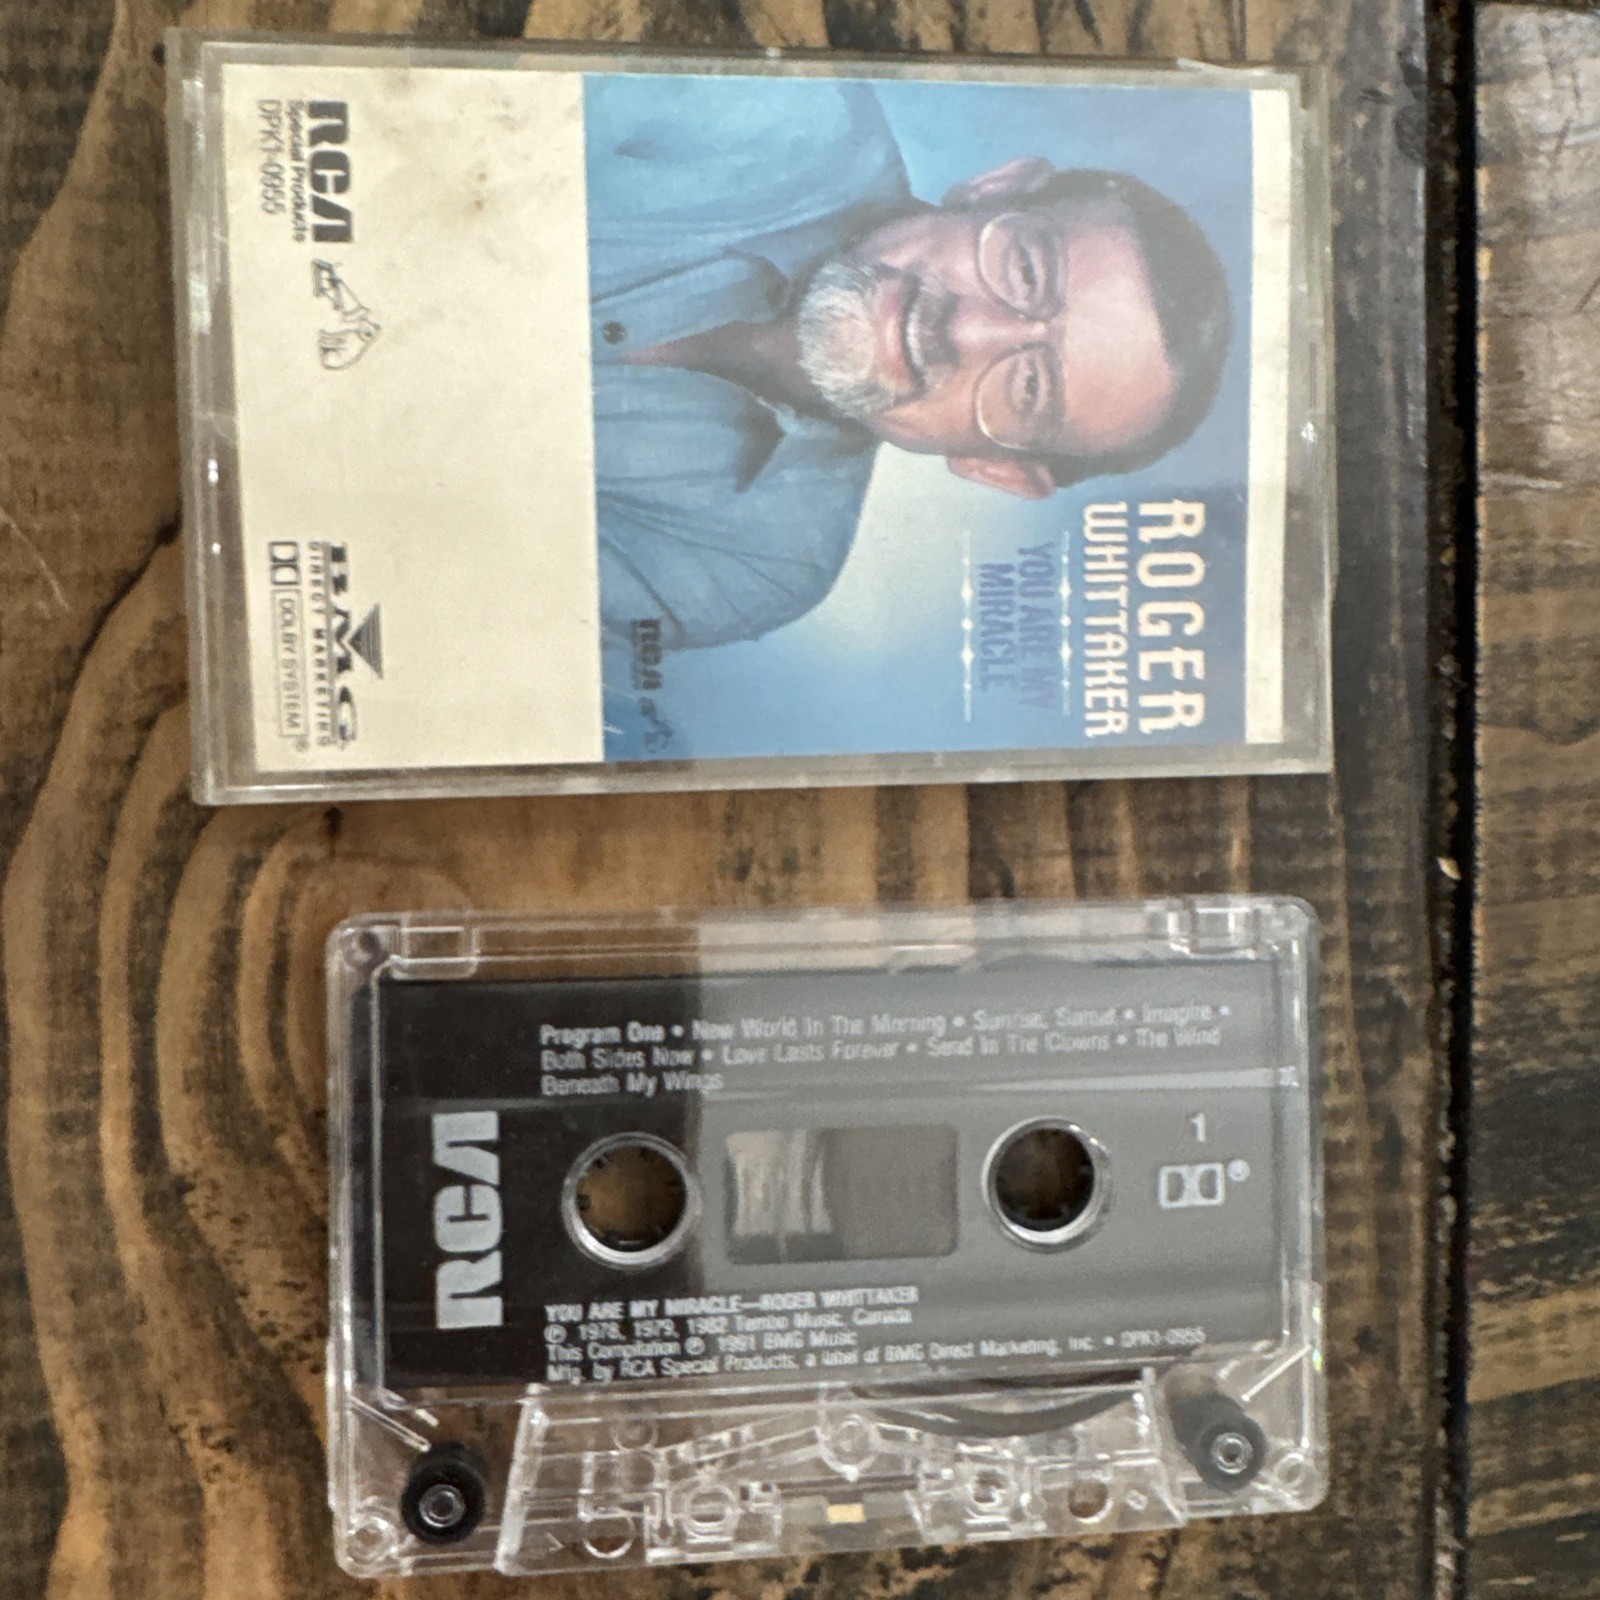 ROGER
WHITTAKER
YOU ARE MY
MIRACLE
RCA
RCA
Special Products
DPK1-0955
BMG
DIRECT MARKETING
DOLBY SYSTEM®
Program One • New World In The Morning • Sunrise, Sunset • Imagine •
Both Sides Now • Love Lasts Forever • Send In The Clowns • The Wind
Beneath My Wings
RCA
1
®
YOU ARE MY MIRACLE—ROGER WHITTAKER
℗ 1978, 1979, 1982 Tembo Music, Canada
This Compilation ℗ 1991 BMG Music
Mfg. by RCA Special Products, a label of BMG Direct Marketing, Inc. • DPK1-0955